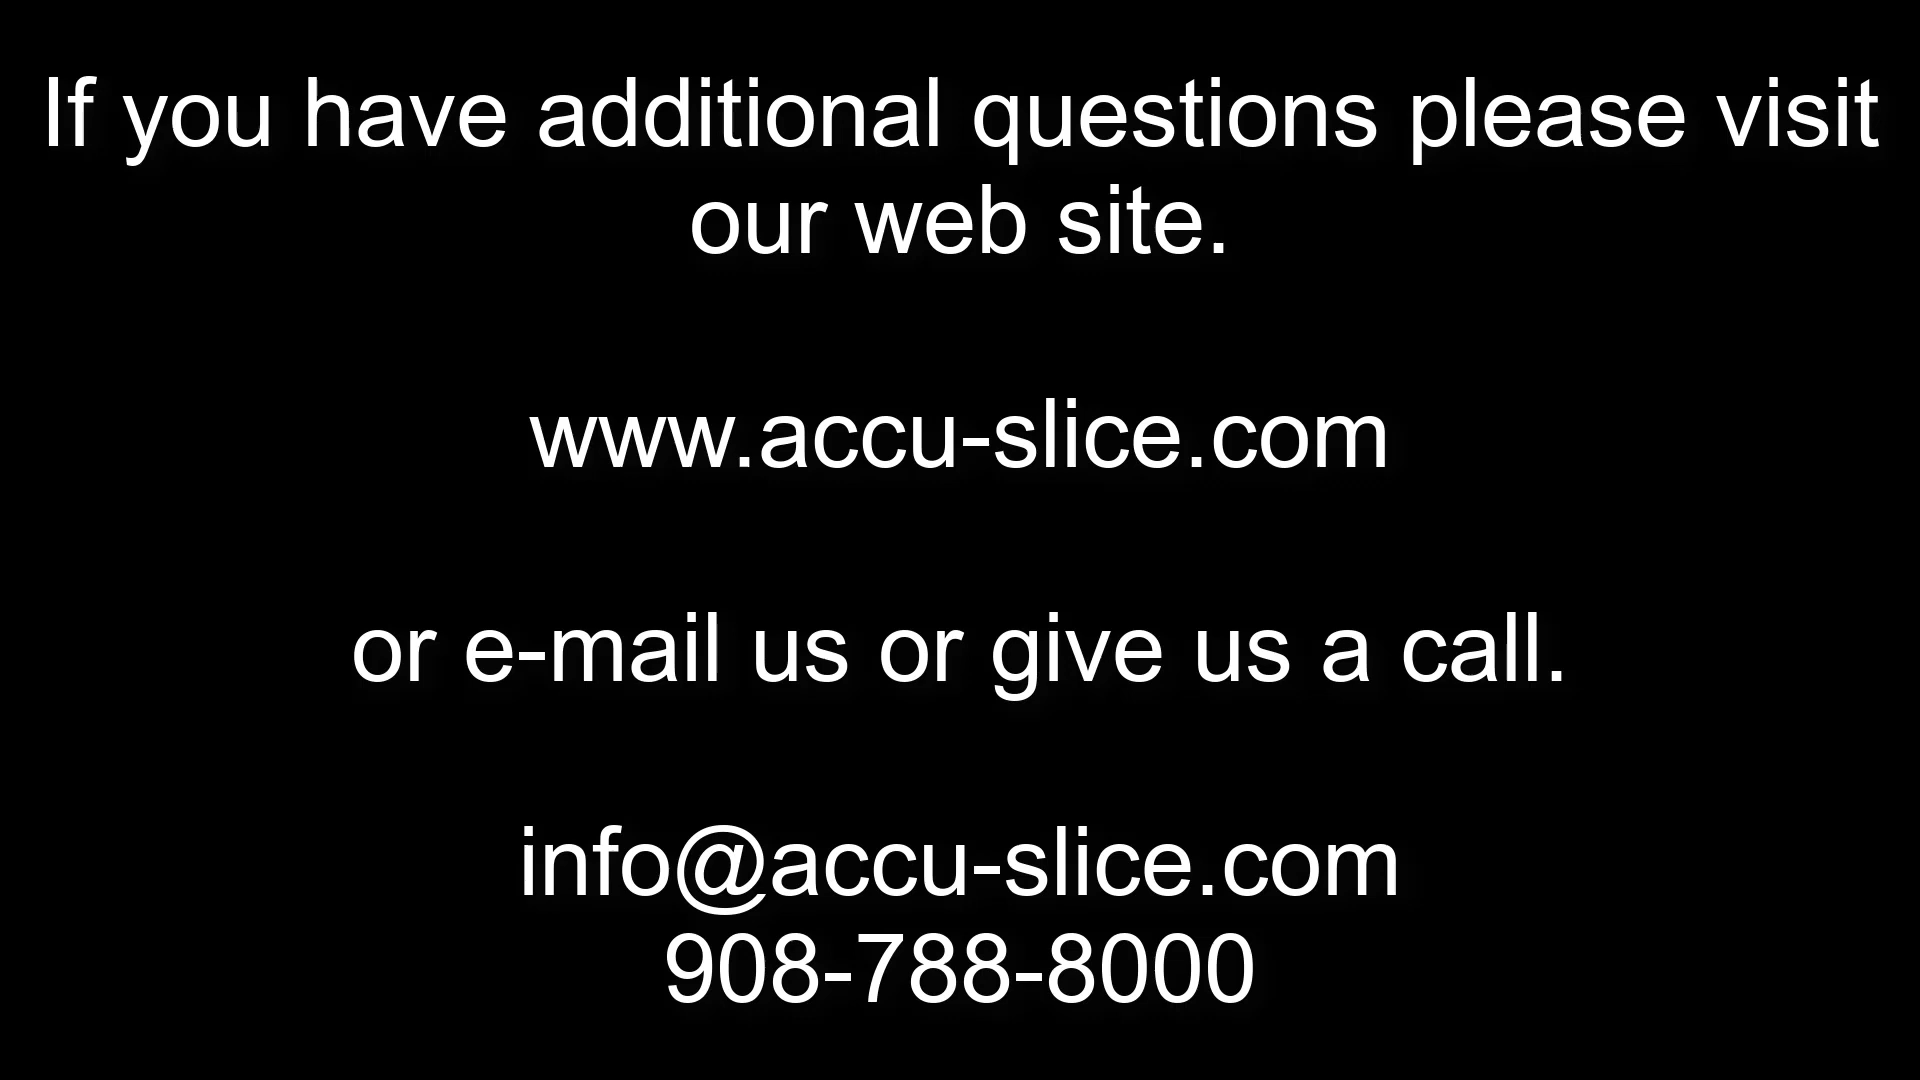 If you have additional questions please visit
our web site.
www.accu-slice.com
or e-mail us or give us a call.
info@accu-slice.com
908-788-8000